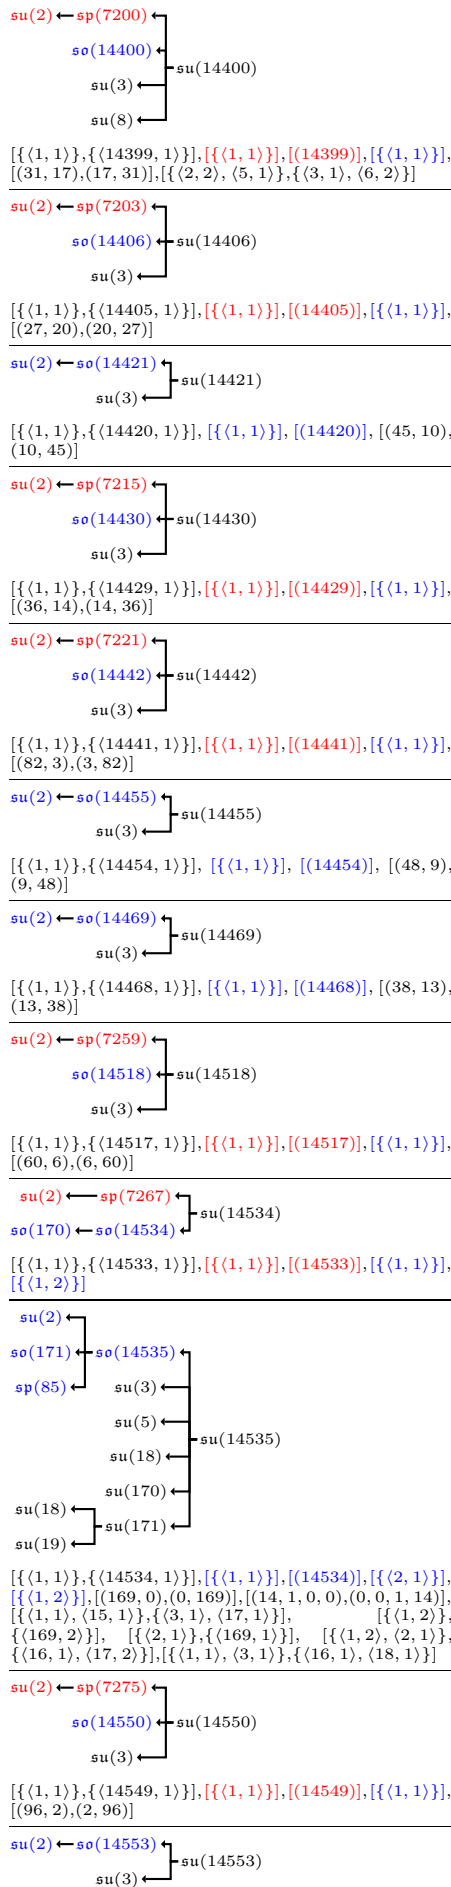 𝔰𝔲(2) ← 𝔰𝔭(7200)
𝔰𝔬(14400)
𝔰𝔲(14400)
𝔰𝔲(3)
𝔰𝔲(8)
[{⟨1, 1⟩},{⟨14399, 1⟩}],[{⟨1, 1⟩}],[(14399)],[{⟨1, 1⟩}],
[(31, 17),(17, 31)],[{⟨2, 2⟩, ⟨5, 1⟩},{⟨3, 1⟩, ⟨6, 2⟩}]
𝔰𝔲(2) ← 𝔰𝔭(7203)
𝔰𝔬(14406) 𝔰𝔲(14406)
𝔰𝔲(3)
[{⟨1, 1⟩},{⟨14405, 1⟩}],[{⟨1, 1⟩}],[(14405)],[{⟨1, 1⟩}],
[(27, 20),(20, 27)]
𝔰𝔲(2) ← 𝔰𝔬(14421)
𝔰𝔲(14421)
𝔰𝔲(3)
[{⟨1, 1⟩},{⟨14420, 1⟩}], [{⟨1, 1⟩}], [(14420)], [(45, 10),
(10, 45)]
𝔰𝔲(2) ← 𝔰𝔭(7215)
𝔰𝔬(14430) 𝔰𝔲(14430)
𝔰𝔲(3)
[{⟨1, 1⟩},{⟨14429, 1⟩}],[{⟨1, 1⟩}],[(14429)],[{⟨1, 1⟩}],
[(36, 14),(14, 36)]
𝔰𝔲(2) ← 𝔰𝔭(7221)
𝔰𝔬(14442) 𝔰𝔲(14442)
𝔰𝔲(3)
[{⟨1, 1⟩},{⟨14441, 1⟩}],[{⟨1, 1⟩}],[(14441)],[{⟨1, 1⟩}],
[(82, 3),(3, 82)]
𝔰𝔲(2) ← 𝔰𝔬(14455)
𝔰𝔲(14455)
𝔰𝔲(3)
[{⟨1, 1⟩},{⟨14454, 1⟩}], [{⟨1, 1⟩}], [(14454)], [(48, 9),
(9, 48)]
𝔰𝔲(2) ← 𝔰𝔬(14469)
𝔰𝔲(14469)
𝔰𝔲(3)
[{⟨1, 1⟩},{⟨14468, 1⟩}], [{⟨1, 1⟩}], [(14468)], [(38, 13),
(13, 38)]
𝔰𝔲(2) ← 𝔰𝔭(7259)
𝔰𝔬(14518) 𝔰𝔲(14518)
𝔰𝔲(3)
[{⟨1, 1⟩},{⟨14517, 1⟩}],[{⟨1, 1⟩}],[(14517)],[{⟨1, 1⟩}],
[(60, 6),(6, 60)]
𝔰𝔲(2) ← 𝔰𝔭(7267)
𝔰𝔲(14534)
𝔰𝔬(170) ← 𝔰𝔬(14534)
[{⟨1, 1⟩},{⟨14533, 1⟩}],[{⟨1, 1⟩}],[(14533)],[{⟨1, 1⟩}],
[{⟨1, 2⟩}]
𝔰𝔲(2)
𝔰𝔬(171) ← 𝔰𝔬(14535)
𝔰𝔭(85) 𝔰𝔲(3)
𝔰𝔲(5)
𝔰𝔲(14535)
𝔰𝔲(18)
𝔰𝔲(170)
𝔰𝔲(18)
𝔰𝔲(171)
𝔰𝔲(19)
[{⟨1, 1⟩},{⟨14534, 1⟩}],[{⟨1, 1⟩}],[(14534)],[{⟨2, 1⟩}],
[{⟨1, 2⟩}],[(169, 0),(0, 169)],[(14, 1, 0, 0),(0, 0, 1, 14)],
[{⟨1, 1⟩, ⟨15, 1⟩},{⟨3, 1⟩, ⟨17, 1⟩}], [{⟨1, 2⟩},
{⟨169, 2⟩}], [{⟨2, 1⟩},{⟨169, 1⟩}], [{⟨1, 2⟩, ⟨2, 1⟩},
{⟨16, 1⟩, ⟨17, 2⟩}],[{⟨1, 1⟩, ⟨3, 1⟩},{⟨16, 1⟩, ⟨18, 1⟩}]
𝔰𝔲(2) ← 𝔰𝔭(7275)
𝔰𝔬(14550) 𝔰𝔲(14550)
𝔰𝔲(3)
[{⟨1, 1⟩},{⟨14549, 1⟩}],[{⟨1, 1⟩}],[(14549)],[{⟨1, 1⟩}],
[(96, 2),(2, 96)]
𝔰𝔲(2) ← 𝔰𝔬(14553)
𝔰𝔲(14553)
𝔰𝔲(3)